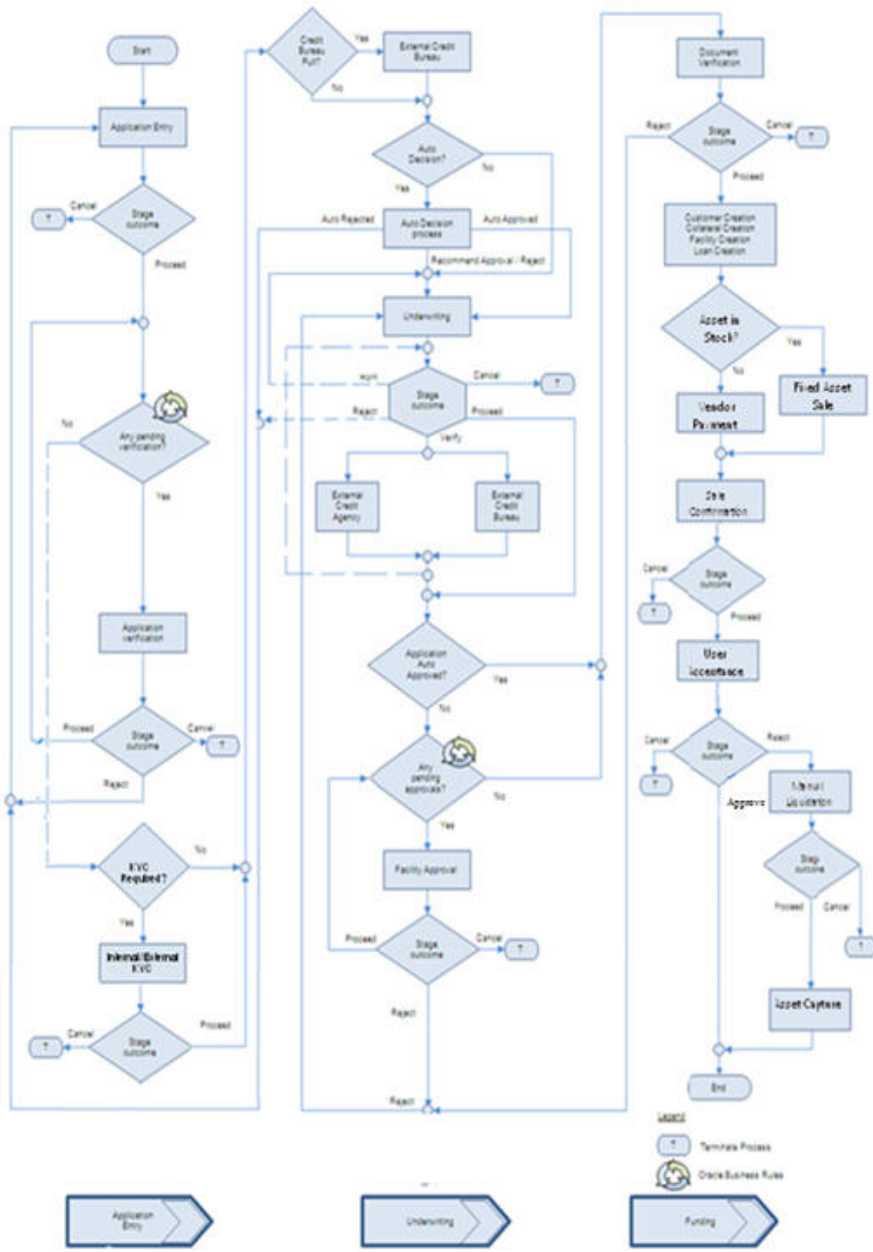 Start
Application Entry
Cancel
T
Stage
outcome
Proceed
No
Any pending
verification?
Yes
Application
verification
Proceed
Stage
outcome
Cancel
T
Reject
KYC
Required?
No
Yes
Internal/External
KYC
T
Cancel
Stage
outcome
Proceed
Credit
Bureau
Pull?
Yes
External Credit
Bureau
No
Auto
Decision?
No
Yes
Auto Rejected
Auto Decision
process
Auto Approved
Recommend Approval / Reject
Underwriting
Stage
outcome
Cancel
T
Reject
Proceed
Verify
External
Credit
Agency
External
Credit
Bureau
Application
Auto
Approved?
Yes
No
Any
pending
approvals?
No
Yes
Facility Approval
Proceed
Stage
outcome
Cancel
T
Reject
Reject
Document
Verification
Reject
Stage
outcome
Cancel
T
Proceed
Customer Creation
Collateral Creation
Facility Creation
Loan Creation
Asset in
Stock?
Yes
No
Vendor
Payment
Fixed Asset
Sale
Sale
Confirmation
Cancel
T
Stage
outcome
Proceed
User
Acceptance
Cancel
T
Stage
outcome
Reject
Approve
Manual
Liquidation
Stage
outcome
Proceed
Cancel
T
Asset Capture
End
Legend
T
Terminate Process
Oracle Business Rules
Application
Entry
Underwriting
Funding